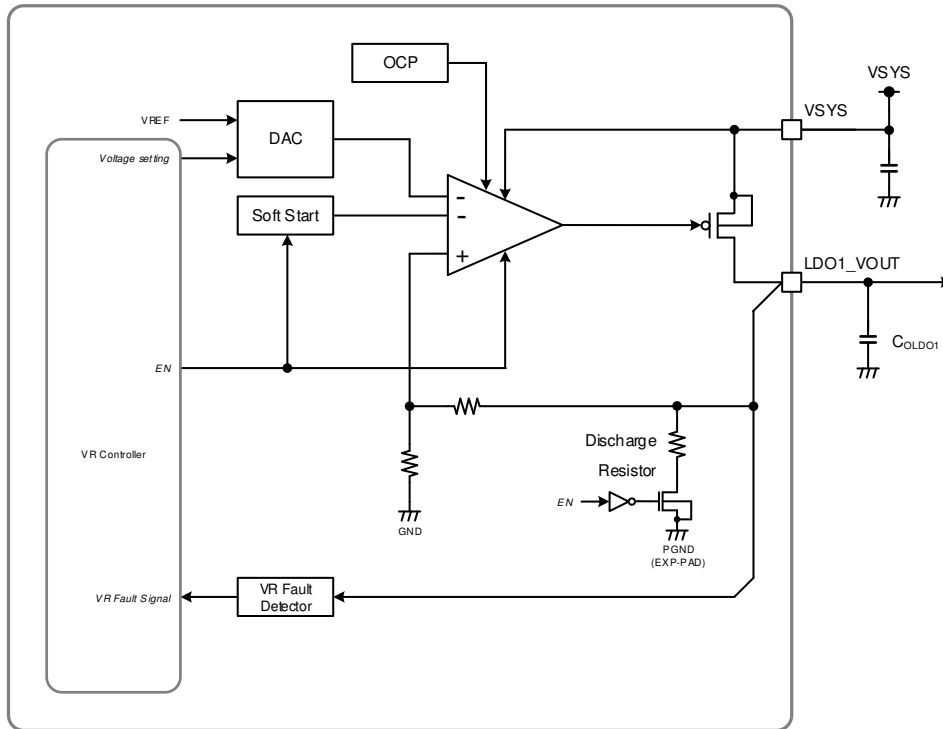 OCP
VSYS
VSYS
VREF
DAC
Voltage setting
Soft Start
-
-
+
LDO1_VOUT
COLDO1
EN
VR Controller
Discharge
Resistor
EN
GND
PGND
(EXP-PAD)
VR Fault Signal
VR Fault
Detector